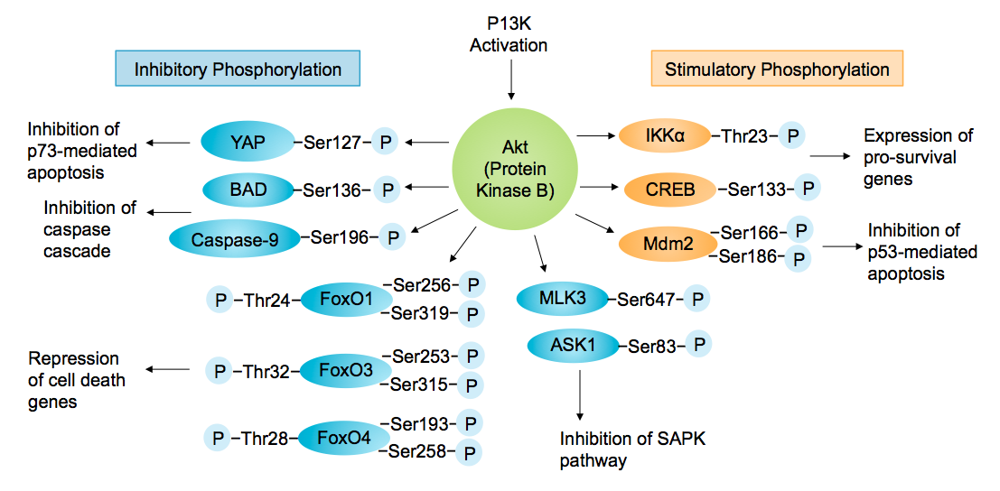 P13K
Activation
Inhibitory Phosphorylation
Stimulatory Phosphorylation
Akt
(Protein
Kinase B)
Inhibition of
p73-mediated
apoptosis
YAP Ser127 P
BAD Ser136 P
Inhibition of
caspase
cascade
Caspase-9 Ser196 P
P Thr24 FoxO1 Ser256 P
Ser319 P
Repression
of cell death
genes
P Thr32 FoxO3 Ser253 P
Ser315 P
P Thr28 FoxO4 Ser193 P
Ser258 P
MLK3 Ser647 P
ASK1 Ser83 P
Inhibition of SAPK
pathway
IKKα Thr23 P
CREB Ser133 P
Expression of
pro-survival
genes
Mdm2 Ser166 P
Ser186 P
Inhibition of
p53-mediated
apoptosis